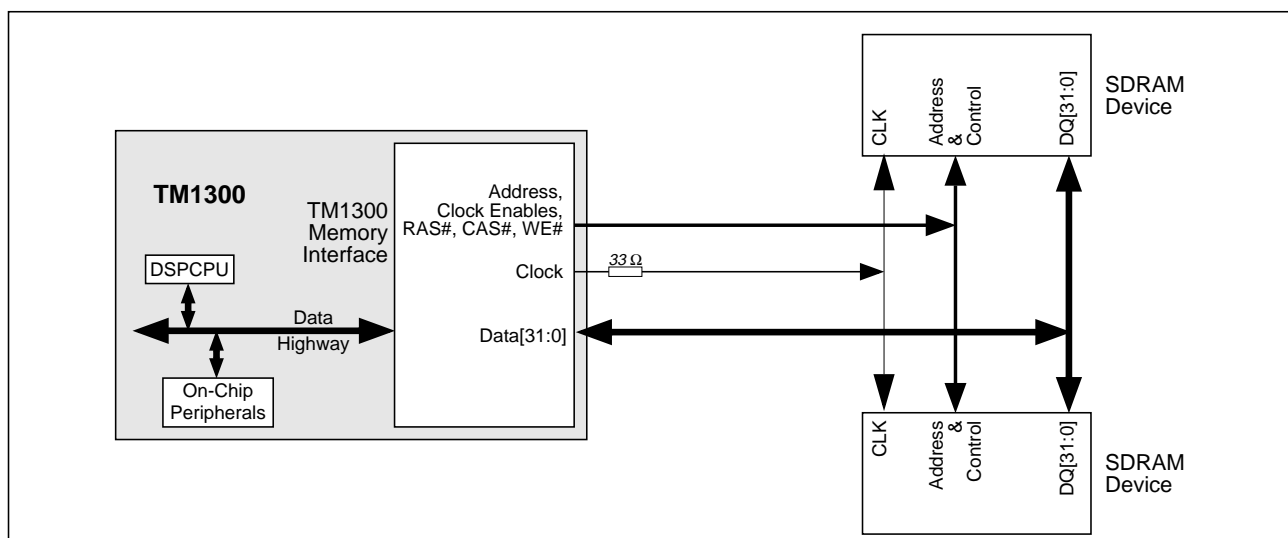 TM1300
DSPCPU
Data
Highway
On-Chip
Peripherals
TM1300
Memory
Interface
Address,
Clock Enables,
RAS#, CAS#, WE#
Clock
33 Ω
Data[31:0]
CLK
Address
&
Control
DQ[31:0]
SDRAM
Device
CLK
Address
&
Control
DQ[31:0]
SDRAM
Device